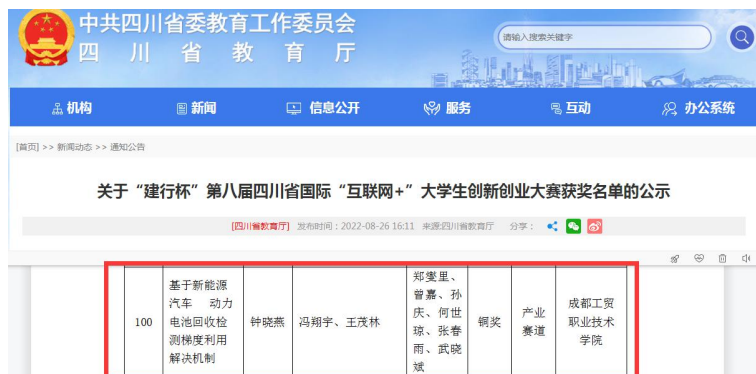 中共四川省委教育工作委员会
四川省教育厅
请输入搜索关键字
机构 新闻 信息公开 服务 互动 办公系统
[首页] >> 新闻动态 >> 通知公告
关于“建行杯”第八届四川省国际“互联网+”大学生创新创业大赛获奖名单的公示
[四川省教育厅] 发布时间：2022-08-26 16:11 来源:四川省教育厅 分享：
100
基于新能源
汽车 动力
电池回收检
测梯度利用
解决机制
钟晓燕
冯翔宇、王茂林
郑燮里、
曾嘉、孙
庆、何世
琼、张春
雨、武晓
斌
铜奖
产业
赛道
成都工贸
职业技术
学院